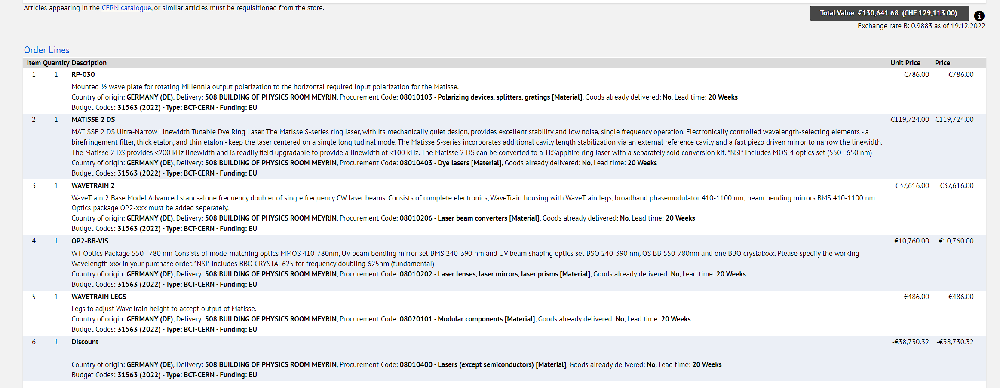 Articles appearing in the CERN catalogue, or similar articles must be requisitioned from the store.
Total Value: €130,641.68 (CHF 129,113.00)
Exchange rate B: 0.9883 as of 19.12.2022
Order Lines
Item Quantity Description Unit Price Price
1 1 RP-030 €786.00 €786.00
Mounted ½ wave plate for rotating Millennia output polarization to the horizontal required input polarization for the Matisse.
Country of origin: GERMANY (DE), Delivery: 508 BUILDING OF PHYSICS ROOM MEYRIN, Procurement Code: 08010103 - Polarizing devices, splitters, gratings [Material], Goods already delivered: No, Lead time: 20 Weeks
Budget Codes: 31563 (2022) - Type: BCT-CERN - Funding: EU
2 1 MATISSE 2 DS €119,724.00 €119,724.00
MATISSE 2 DS Ultra-Narrow Linewidth Tunable Dye Ring Laser. The Matisse S-series ring laser, with its mechanically quiet design, provides excellent stability and low noise, single frequency operation. Electronically controlled wavelength-selecting elements - a
birefringement filter, thick etalon, and thin etalon - keep the laser centered on a single longitudinal mode. The Matisse S-series incorporates additional cavity length stabilization via an external reference cavity and a fast piezo driven mirror to narrow the linewidth.
The Matisse 2 DS provides <200 kHz linewidth and is readily field upgradable to provide a linewidth of <100 kHz. The Matisse 2 DS can be converted to a Ti:Sapphire ring laser with a separately sold conversion kit. *NSI* Includes MOS-4 optics set (550 - 650 nm)
Country of origin: GERMANY (DE), Delivery: 508 BUILDING OF PHYSICS ROOM MEYRIN, Procurement Code: 08010403 - Dye lasers [Material], Goods already delivered: No, Lead time: 20 Weeks
Budget Codes: 31563 (2022) - Type: BCT-CERN - Funding: EU
3 1 WAVETRAIN 2 €37,616.00 €37,616.00
WaveTrain 2 Base Model Advanced stand-alone frequency doubler of single frequency CW laser beams. Consists of complete electronics, WaveTrain housing with WaveTrain legs, broadband phasemodulator 410-1100 nm; beam bending mirrors BMS 410-1100 nm
Optics package OP2-xxx must be added seperately.
Country of origin: GERMANY (DE), Delivery: 508 BUILDING OF PHYSICS ROOM MEYRIN, Procurement Code: 08010206 - Laser beam converters [Material], Goods already delivered: No, Lead time: 20 Weeks
Budget Codes: 31563 (2022) - Type: BCT-CERN - Funding: EU
4 1 OP2-BB-VIS €10,760.00 €10,760.00
WT Optics Package 550 - 780 nm Consists of mode-matching optics MMOS 410-780nm, UV beam bending mirror set BMS 240-390 nm and UV beam shaping optics set BSO 240-390 nm, OS BB 550-780nm and one BBO crystalxxx. Please specify the working
Wavelength xxx in your purchase order. *NSI* Includes BBO CRYSTAL625 for frequency doubling 625nm (fundamental)
Country of origin: GERMANY (DE), Delivery: 508 BUILDING OF PHYSICS ROOM MEYRIN, Procurement Code: 08010202 - Laser lenses, laser mirrors, laser prisms [Material], Goods already delivered: No, Lead time: 20 Weeks
Budget Codes: 31563 (2022) - Type: BCT-CERN - Funding: EU
5 1 WAVETRAIN LEGS €486.00 €486.00
Legs to adjust WaveTrain height to accept output of Matisse.
Country of origin: GERMANY (DE), Delivery: 508 BUILDING OF PHYSICS ROOM MEYRIN, Procurement Code: 08020101 - Modular components [Material], Goods already delivered: No, Lead time: 20 Weeks
Budget Codes: 31563 (2022) - Type: BCT-CERN - Funding: EU
6 1 Discount -€38,730.32 -€38,730.32
Country of origin: GERMANY (DE), Delivery: 508 BUILDING OF PHYSICS ROOM MEYRIN, Procurement Code: 08010400 - Lasers (except semiconductors) [Material], Goods already delivered: No, Lead time: 20 Weeks
Budget Codes: 31563 (2022) - Type: BCT-CERN - Funding: EU